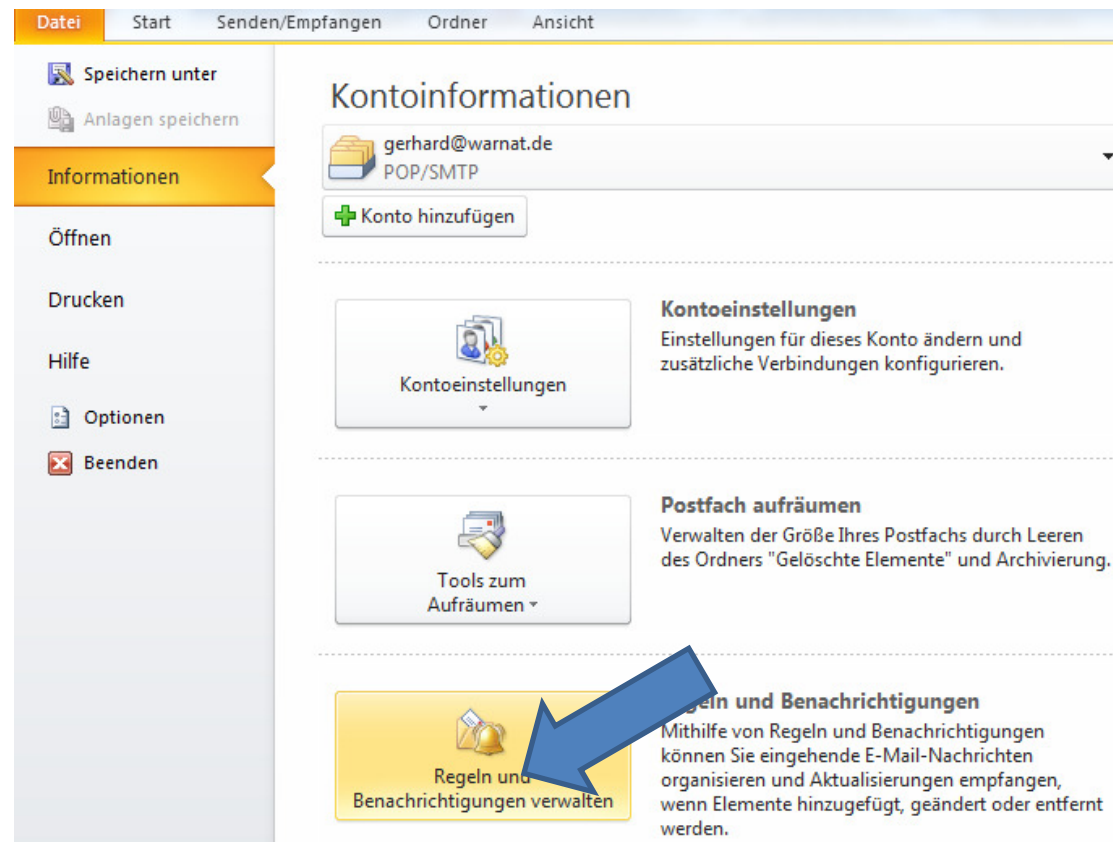 Datei Start Senden/Empfangen Ordner Ansicht
Speichern unter
Anlagen speichern
Informationen
Öffnen
Drucken
Hilfe
Optionen
Beenden
Kontoinformationen
gerhard@warnat.de
POP/SMTP
Konto hinzufügen
Kontoeinstellungen
Kontoeinstellungen
Einstellungen für dieses Konto ändern und
zusätzliche Verbindungen konfigurieren.
Tools zum
Aufräumen
Postfach aufräumen
Verwalten der Größe Ihres Postfachs durch Leeren
des Ordners "Gelöschte Elemente" und Archivierung.
Regeln und
Benachrichtigungen verwalten
Regeln und Benachrichtigungen
Mithilfe von Regeln und Benachrichtigungen
können Sie eingehende E-Mail-Nachrichten
organisieren und Aktualisierungen empfangen,
wenn Elemente hinzugefügt, geändert oder entfernt
werden.